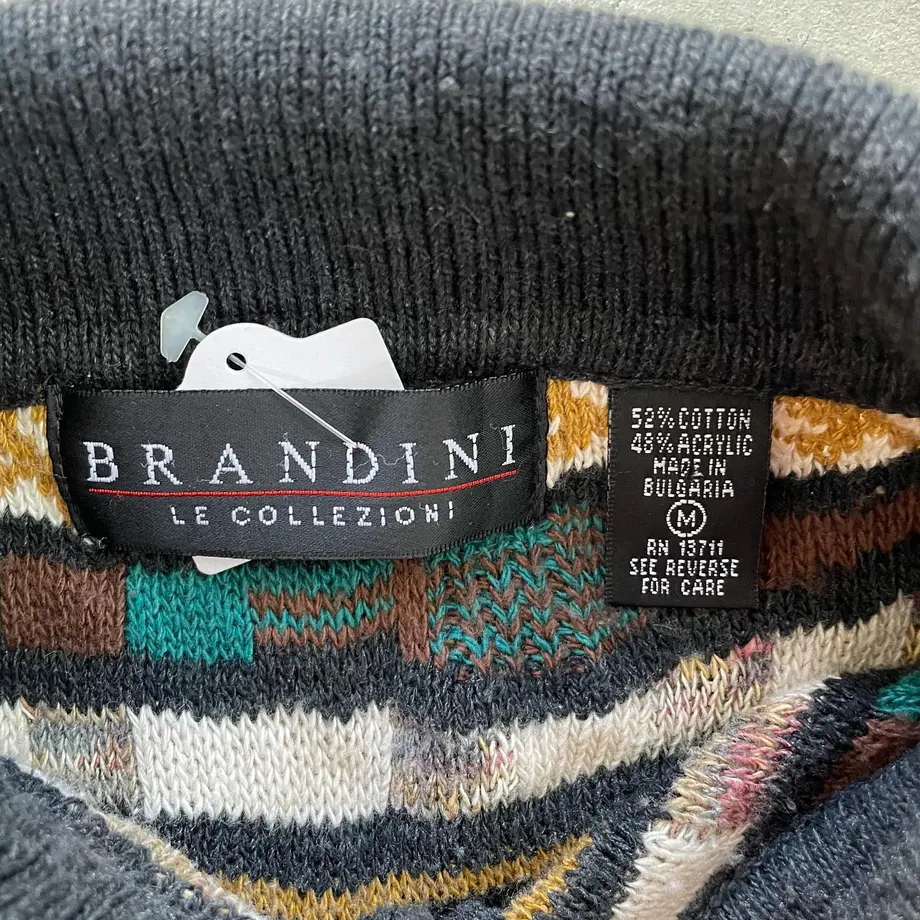 BRANDINI
LE COLLEZIONI
52% COTTON
48% ACRYLIC
MADE IN
BULGARIA
M
RN 13711
SEE REVERSE
FOR CARE